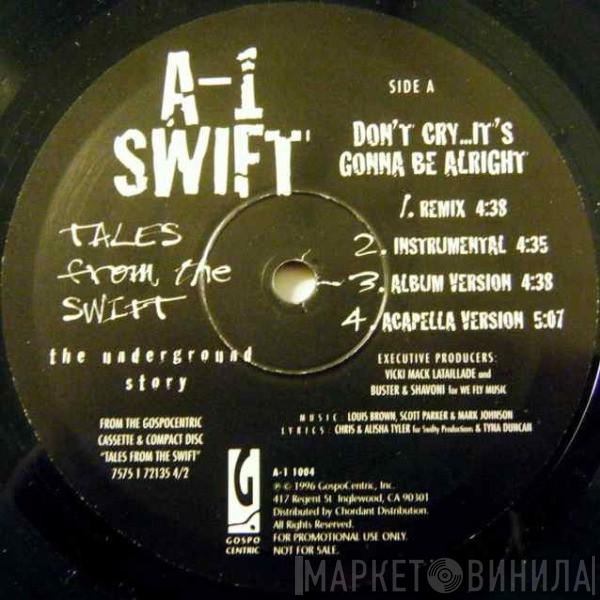 A-1
SWIFT
TALES
from the
SWIFT
the underground
story
FROM THE GOSPOCENTRIC
CASSETTE & COMPACT DISC
"TALES FROM THE SWIFT"
7575 1 72135 4/2
SIDE A
DON'T CRY...IT'S
GONNA BE ALRIGHT
1. REMIX 4:38
2. INSTRUMENTAL 4:35
3. ALBUM VERSION 4:38
4. ACAPELLA VERSION 5:07
EXECUTIVE PRODUCERS:
VICKI MACK LATAILLADE and
BUSTER & SHAVONI for WE FLY MUSIC
MUSIC: LOUIS BROWN, SCOTT PARKER & MARK JOHNSON
LYRICS: CHRIS & ALISHA TYLER for Swifty Productions & TYNA DUNCAN
G
GOSPO
CENTRIC
A-1 1004
℗ © 1996 GospoCentric, Inc.
417 Regent St Inglewood, CA 90301
Distributed by Chordant Distribution.
All Rights Reserved.
FOR PROMOTIONAL USE ONLY.
NOT FOR SALE.
МАРКЕТ ВИНИЛА